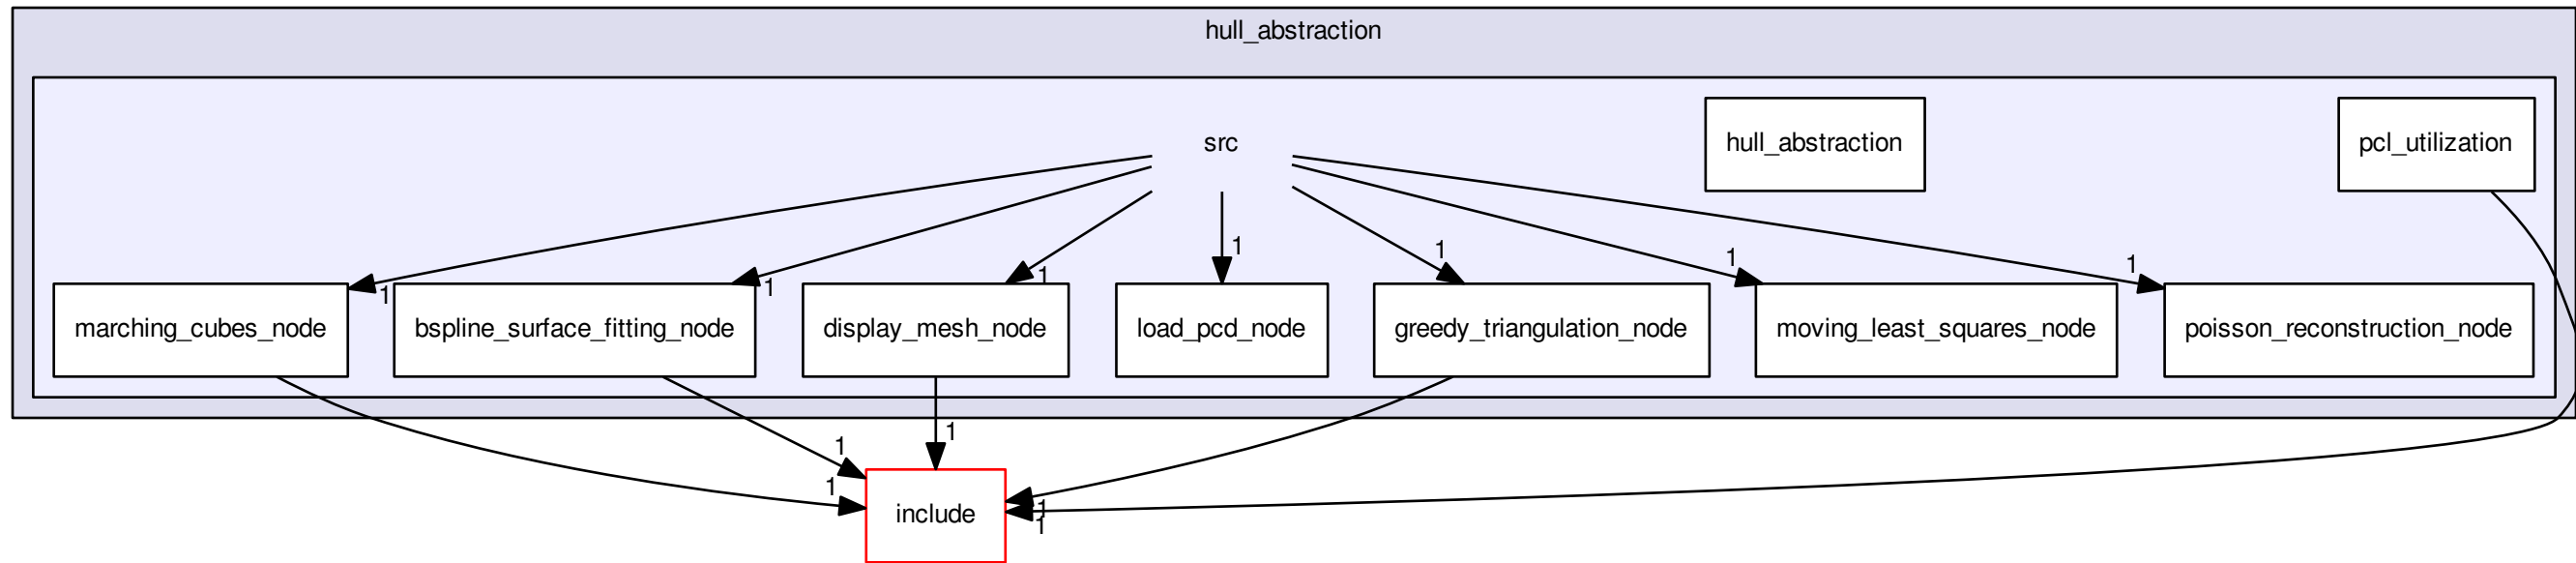 hull_abstraction
src
hull_abstraction
pcl_utilization
1
1
1
1
1
1
1
marching_cubes_node
bspline_surface_fitting_node
display_mesh_node
load_pcd_node
greedy_triangulation_node
moving_least_squares_node
poisson_reconstruction_node
1
1
1
1
1
include